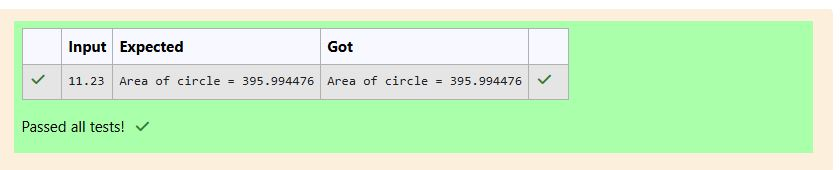 Input Expected Got
11.23 Area of circle = 395.994476 Area of circle = 395.994476
Passed all tests!